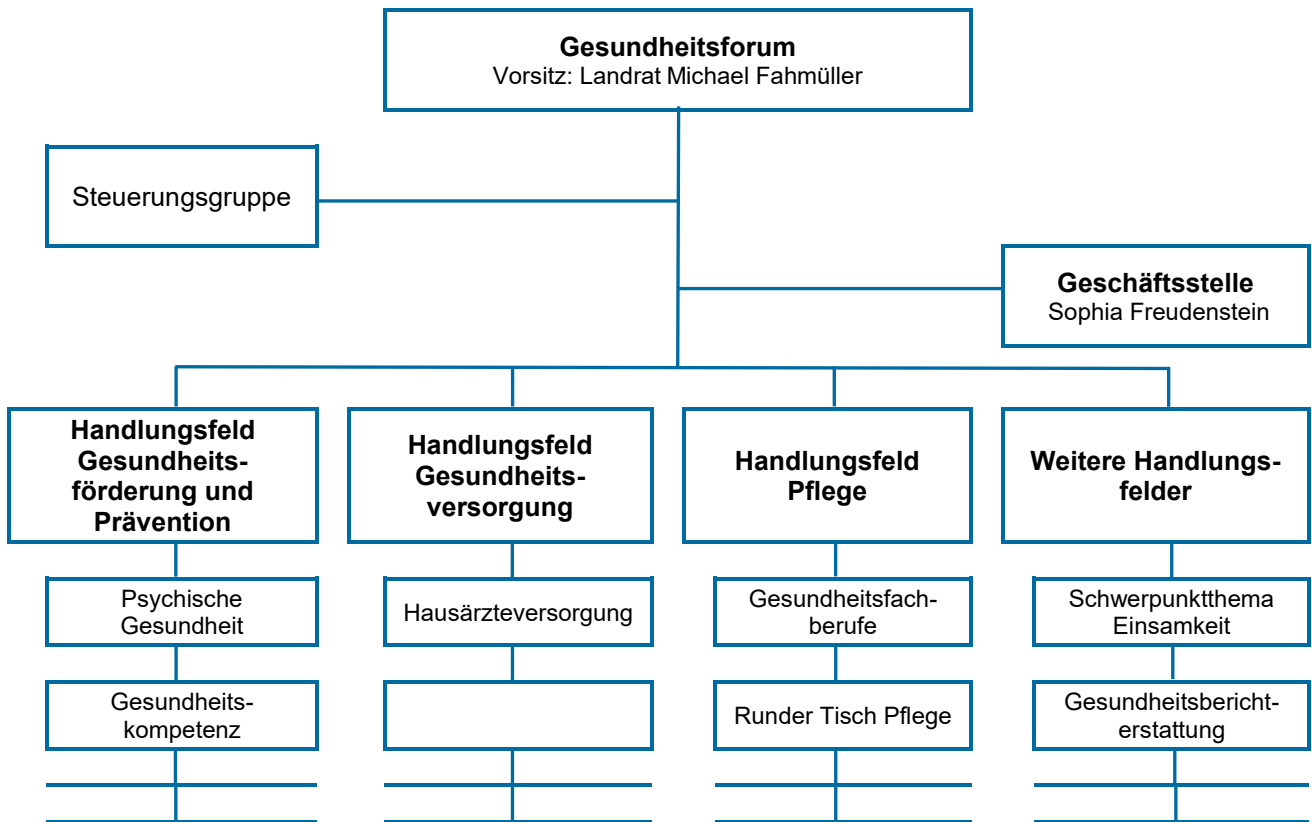 Gesundheitsforum
Vorsitz: Landrat Michael Fahmüller
Steuerungsgruppe
Geschäftsstelle
Sophia Freudenstein
Handlungsfeld
Gesundheits-
förderung und
Prävention
Handlungsfeld
Gesundheits-
versorgung
Handlungsfeld
Pflege
Weitere Handlungs-
felder
Psychische
Gesundheit
Hausärzteversorgung
Gesundheitsfach-
berufe
Schwerpunktthema
Einsamkeit
Gesundheits-
kompetenz
Runder Tisch Pflege
Gesundheitsbericht-
erstattung